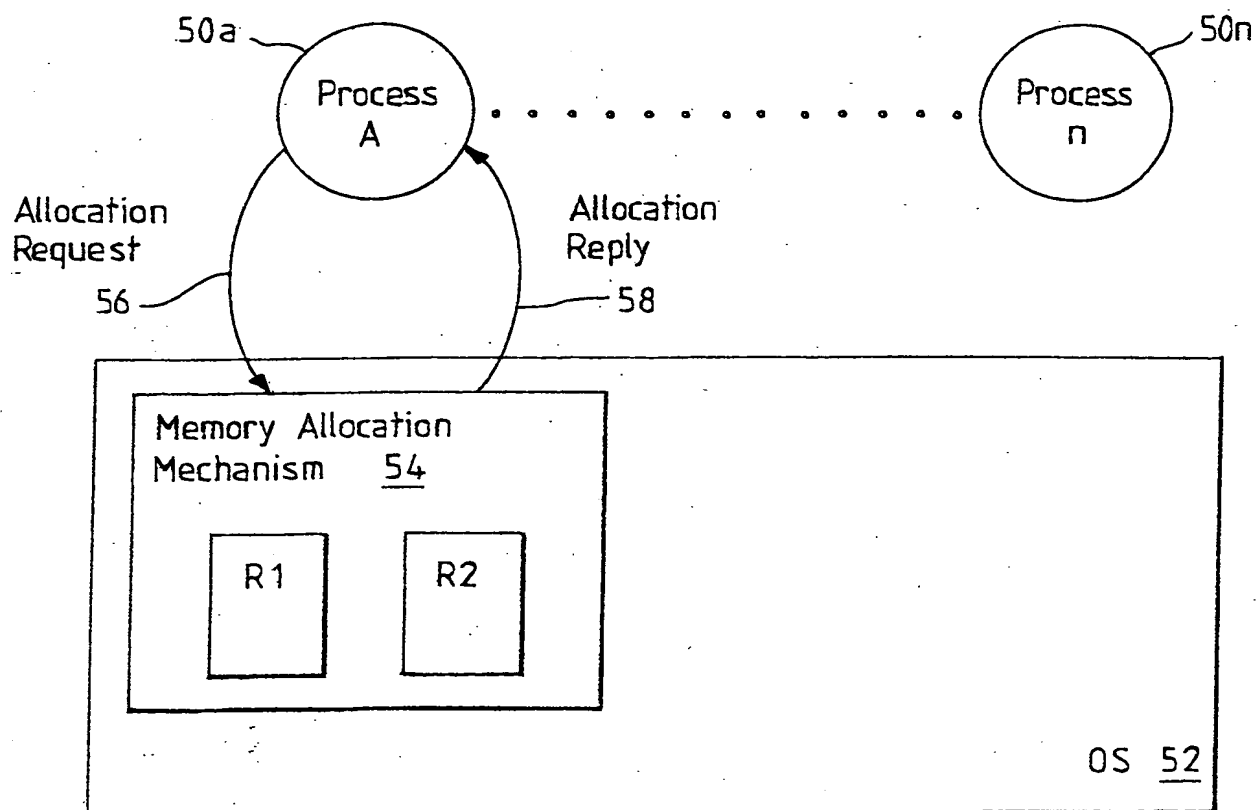 50a
50n
Process
A
Process
n
Allocation
Request
56
Allocation
Reply
58
Memory Allocation
Mechanism 54
R1
R2
OS 52